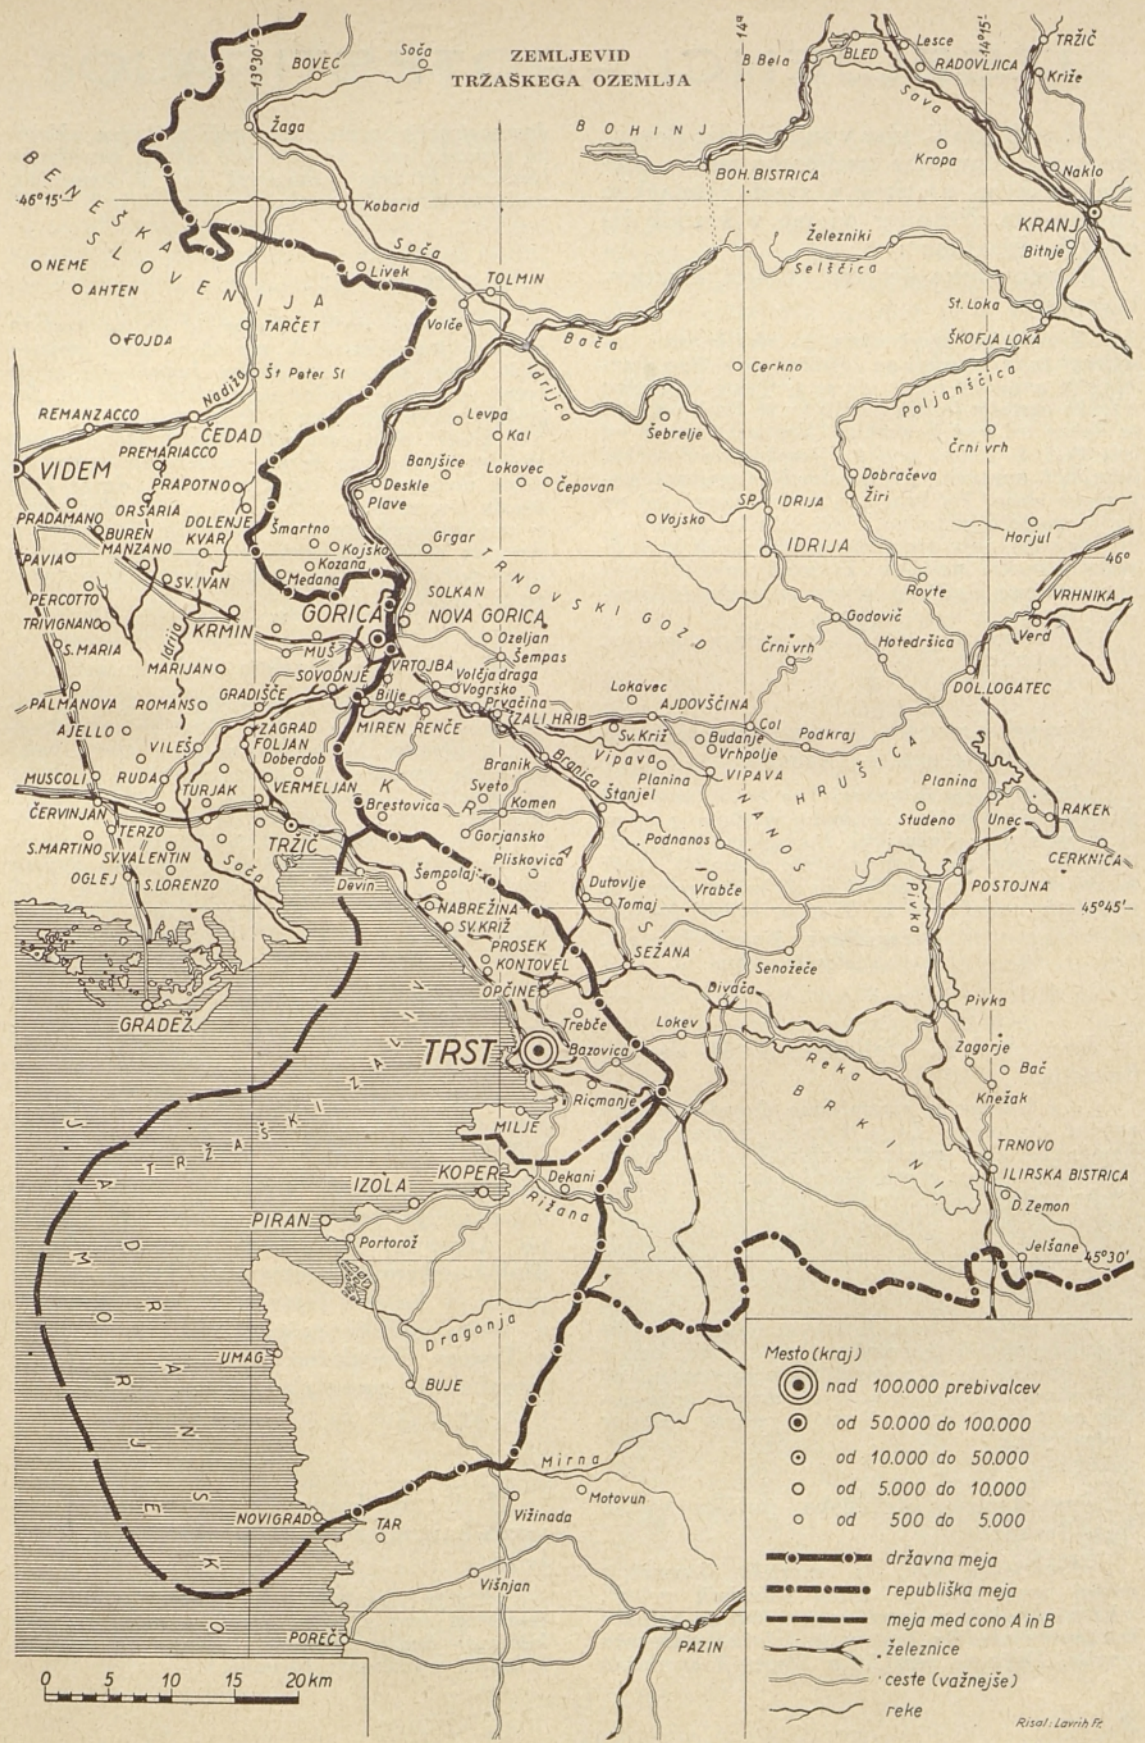 ZEMLJEVID
TRŽAŠKEGA OZEMLJA
13°30'
14°
14°15'
BOVEC
Soča
B Bela
BLED
Lesce
RADOVLJICA
TRŽIČ
Križe
Žaga
BOHINJ
Sava
Kropa
Naklo
BENEŠKA
SLOVENIJA
46°15'
BOH. BISTRICA
Kobarid
KRANJ
Bitnje
Železniki
Selščica
Soča
NEME
AHTEN
Livek
TOLMIN
Volče
St. Loka
ŠKOFJA LOKA
TARČET
FOJDA
Bača
Idrijca
Cerkno
Poljanščica
Št Peter Sl
Nadiža
REMANZACCO
ČEDAD
Levpa
Kal
Šebrelje
Črni vrh
VIDEM
PREMARIACCO
PRAPOTNO
Banjšice
Lokovec
Čepovan
Deskle
Plave
Dobračeva
Žiri
SP. IDRIJA
PRADAMANO
ORSARIA
BUREN
MANZANO
DOLENJE
KVAR
Šmartno
Kojsko
Kozana
Medana
Grgar
Vojsko
IDRIJA
Horjul
46°
PAVIA
SV. IVAN
PERCOTTO
TRIVIGNANO
TRNOVSKI GOZD
SOLKAN
NOVA GORICA
GORICA
Rovte
VRHNIKA
Verd
S. MARIA
Idrija
KRMIN
MUŠ
Ozeljan
Šempas
Godovič
Hotedršica
Črni vrh
MARIJAN
SOVODNJE
VRTOJBA
Volčja draga
Vogrsko
Prvačina
Lokavec
AJDOVŠČINA
DOL. LOGATEC
PALMANOVA
ROMANS
GRADIŠČE
Bilje
MIREN
RENČE
ZALI HRIB
Col
Podkraj
AJELLO
VILEŠ
ZAGRAD
FOLJAN
Doberdob
Sv. Križ
Budanje
Vrhpolje
Vipava
Planina
VIPAVA
HRUŠICA
Branik
Branica
MUSCOLI
RUDA
TURJAK
VERMELJAN
KRAS
Sveto
Štanjel
Planina
Studeno
Unec
RAKEK
Brestovica
Komen
NANOS
ČERVINJAN
TERZO
TRŽIČ
Gorjansko
Podnanos
CERKNICA
S. MARTINO
SV. VALENTIN
OGLEJ
S. LORENZO
Soča
Pliskovica
Devin
Šempolaj
Dutovlje
Tomaj
Vrabče
POSTOJNA
Pivka
45°45'
NABREŽINA
SV. KRIŽ
PROSEK
KONTOVEL
SEŽANA
Senožeče
OPČINE
Divača
Pivka
GRADEŽ
Trebče
Lokev
TRST
Bazovica
Zagorje
Bač
Reka
TRŽAŠKI ZALIV
Ricmanje
BRKINI
Knežak
MILJE
TRNOVO
KOPER
Dekani
ILIRSKA BISTRICA
IZOLA
Rižana
D. Zemon
PIRAN
Portorož
Jelšane
45°30'
JADRANSKO
MORJE
Dragonja
UMAG
BUJE
Mirna
Motovun
NOVIGRAD
TAR
Vižinada
Višnjan
POREČ
PAZIN
Mesto (kraj)
nad 100.000 prebivalcev
od 50.000 do 100.000
od 10.000 do 50.000
od 5.000 do 10.000
od 500 do 5.000
državna meja
republiška meja
meja med cono A in B
železnice
ceste (važnejše)
reke
0 5 10 15 20 km
Risal: Lavrih Fr.